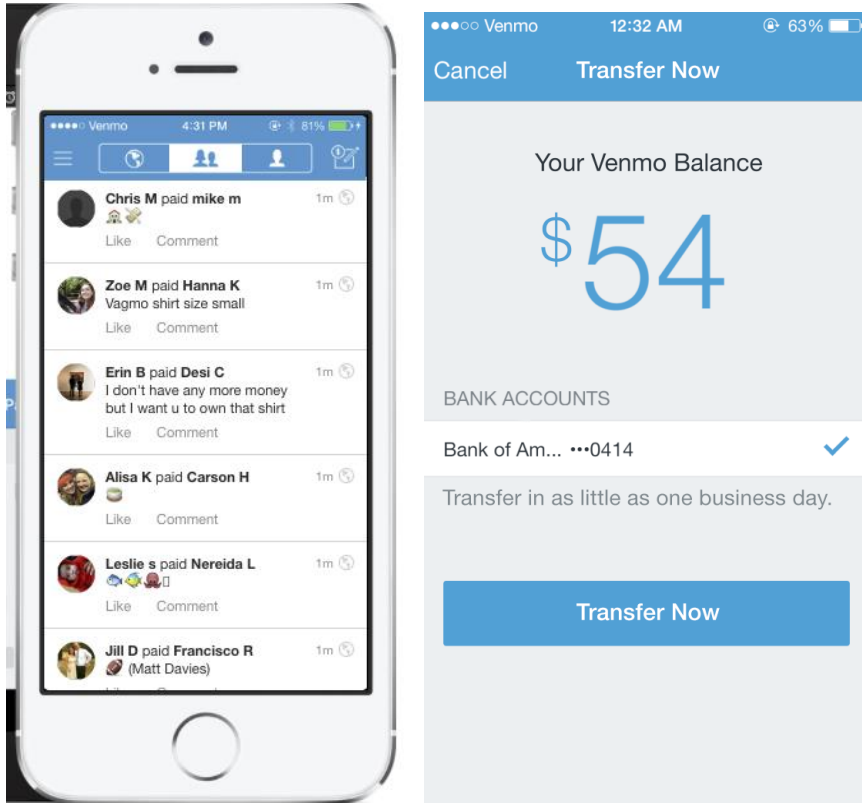 Venmo 4:31 PM 81%
Chris M paid mike m 1m
Like Comment
Zoe M paid Hanna K 1m
Vagmo shirt size small
Like Comment
Erin B paid Desi C 1m
I don't have any more money
but I want u to own that shirt
Like Comment
Alisa K paid Carson H 1m
Like Comment
Leslie s paid Nereida L 1m
Like Comment
Jill D paid Francisco R 1m
(Matt Davies)
Venmo 12:32 AM 63%
Cancel Transfer Now
Your Venmo Balance
$54
BANK ACCOUNTS
Bank of Am... •••0414
Transfer in as little as one business day.
Transfer Now